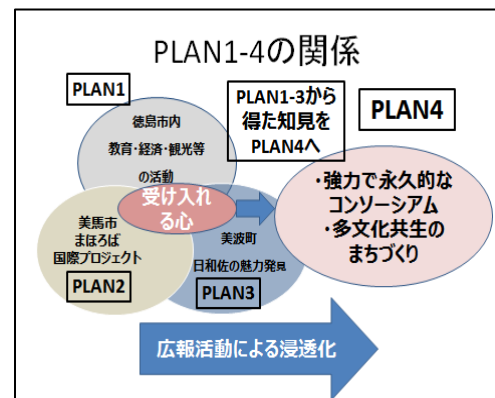 PLAN1-4の関係
PLAN1
徳島市内
教育・経済・観光等
の活動
PLAN1-3から
得た知見を
PLAN4へ
PLAN4
受け入れ
る心
美馬市
まほろば
国際プロジェクト
PLAN2
美波町
日和佐の魅力発見
PLAN3
・強力で永久的な
コンソーシアム
・多文化共生の
まちづくり
広報活動による浸透化